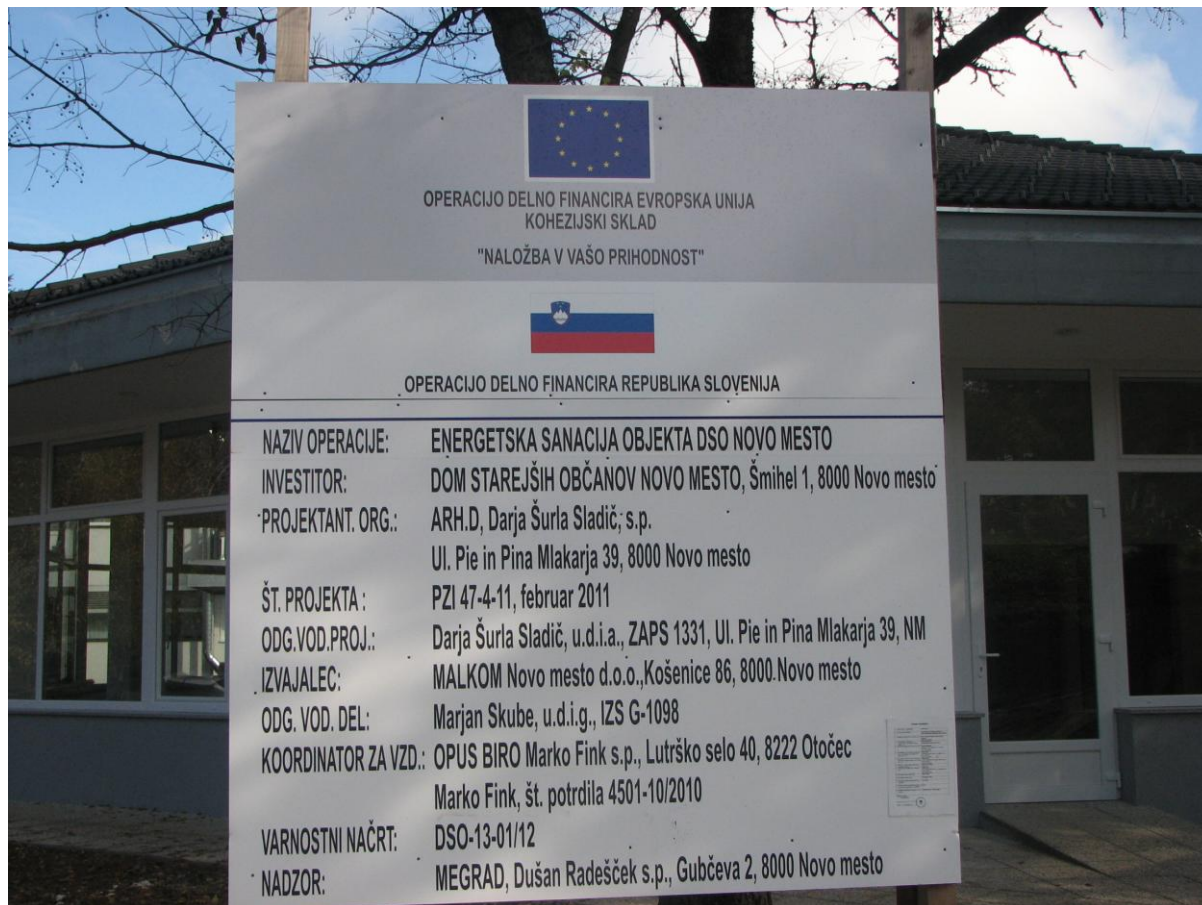 OPERACIJO DELNO FINANCIRA EVROPSKA UNIJA
KOHEZIJSKI SKLAD
"NALOŽBA V VAŠO PRIHODNOST"
OPERACIJO DELNO FINANCIRA REPUBLIKA SLOVENIJA
NAZIV OPERACIJE: ENERGETSKA SANACIJA OBJEKTA DSO NOVO MESTO
INVESTITOR: DOM STAREJŠIH OBČANOV NOVO MESTO, Šmihel 1, 8000 Novo mesto
PROJEKTANT. ORG.: ARH.D, Darja Šurla Sladič, s.p.
Ul. Pie in Pina Mlakarja 39, 8000 Novo mesto
ŠT. PROJEKTA : PZI 47-4-11, februar 2011
ODG.VOD.PROJ.: Darja Šurla Sladič, u.d.i.a., ZAPS 1331, Ul. Pie in Pina Mlakarja 39, NM
IZVAJALEC: MALKOM Novo mesto d.o.o.,Košenice 86, 8000 Novo mesto
ODG. VOD. DEL: Marjan Skube, u.d.i.g., IZS G-1098
KOORDINATOR ZA VZD.: OPUS BIRO Marko Fink s.p., Lutrško selo 40, 8222 Otočec
Marko Fink, št. potrdila 4501-10/2010
VARNOSTNI NAČRT: DSO-13-01/12
NADZOR: MEGRAD, Dušan Radešček s.p., Gubčeva 2, 8000 Novo mesto